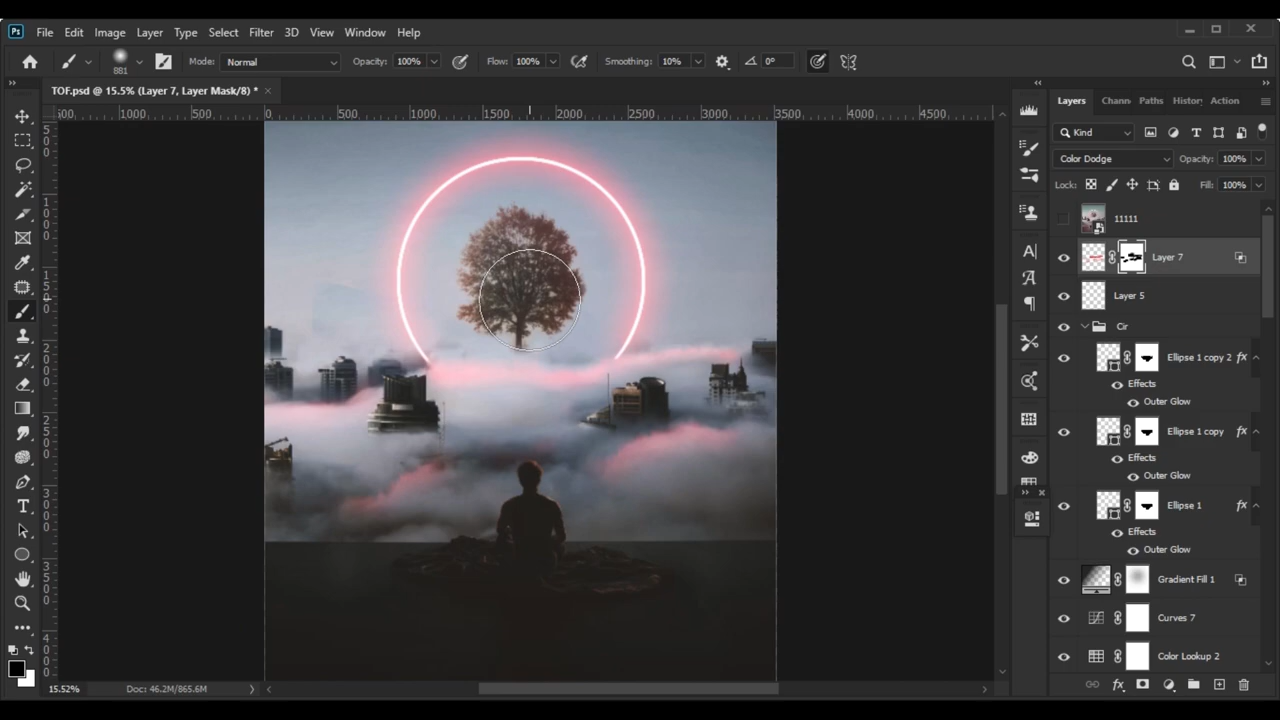 Ps File Edit Image Layer Type Select Filter 3D View Window Help
881 Mode: Normal Opacity: 100% Flow: 100% Smoothing: 10% 0°
TOF.psd @ 15.5% (Layer 7, Layer Mask/8) * ×
1000 500 0 500 1000 1500 2000 2500 3000 3500 4000 4500
Layers Chann Paths Histor Action
Kind
Color Dodge Opacity: 100%
Lock: Fill: 100%
11111
Layer 7
Layer 5
Cir
Ellipse 1 copy 2 fx
Effects
Outer Glow
Ellipse 1 copy fx
Effects
Outer Glow
Ellipse 1 fx
Effects
Outer Glow
Gradient Fill 1
Curves 7
Color Lookup 2
15.52% Doc: 46.2M/865.6M